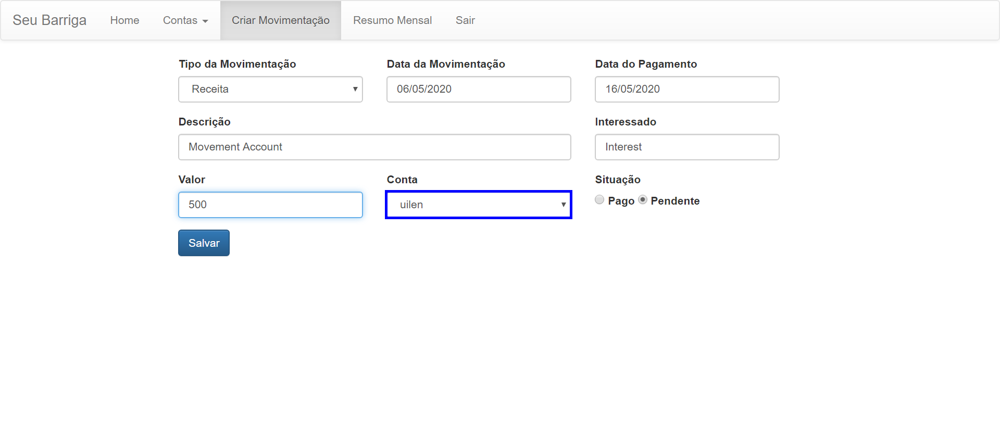 Seu Barriga Home Contas Criar Movimentação Resumo Mensal Sair
Tipo da Movimentação Data da Movimentação Data do Pagamento
Receita 06/05/2020 16/05/2020
Descrição Interessado
Movement Account Interest
Valor Conta Situação
500 uilen Pago Pendente
Salvar